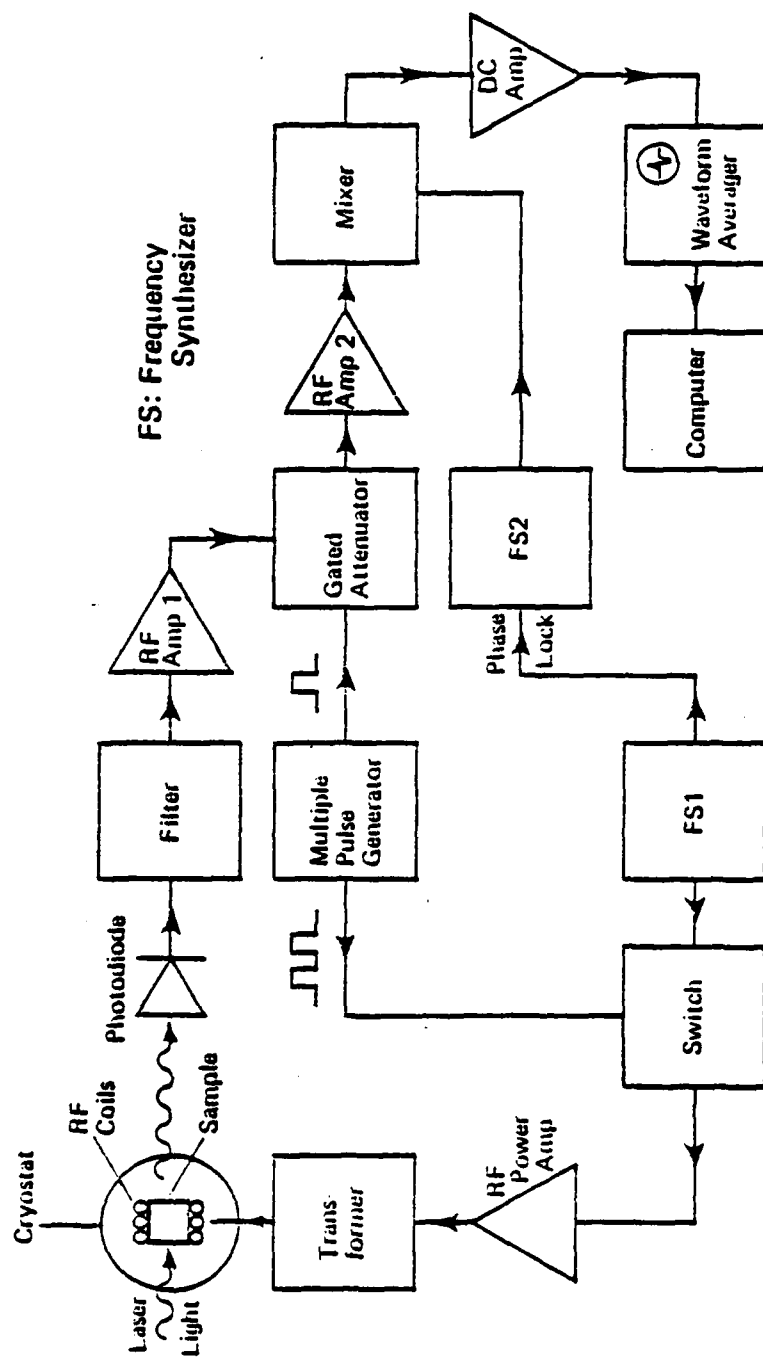 Cryostat
RF
Coils
Laser
Light
Sample
Photodiode
Filter
RF
Amp 1
FS: Frequency
Synthesizer
Trans-
former
Multiple
Pulse
Generator
Gated
Attenuator
RF
Amp 2
Mixer
RF
Power
Amp
Phase
Lock
FS2
DC
Amp
Switch
FS1
Computer
Waveform
Averager